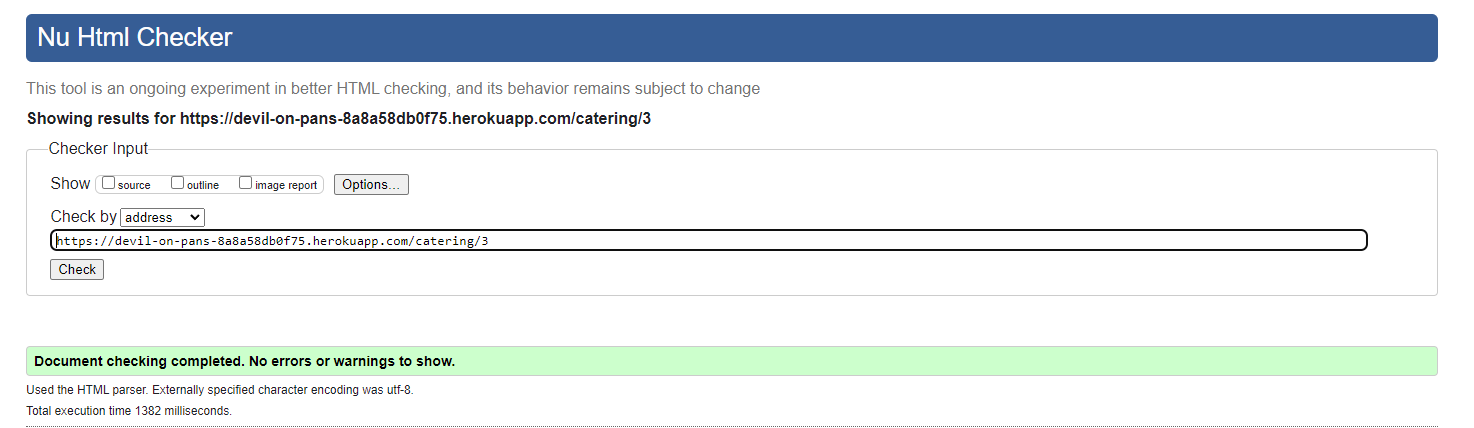 Nu Html Checker
This tool is an ongoing experiment in better HTML checking, and its behavior remains subject to change
Showing results for https://devil-on-pans-8a8a58db0f75.herokuapp.com/catering/3
Checker Input
Show source outline image report Options...
Check by address
https://devil-on-pans-8a8a58db0f75.herokuapp.com/catering/3
Check
Document checking completed. No errors or warnings to show.
Used the HTML parser. Externally specified character encoding was utf-8.
Total execution time 1382 milliseconds.